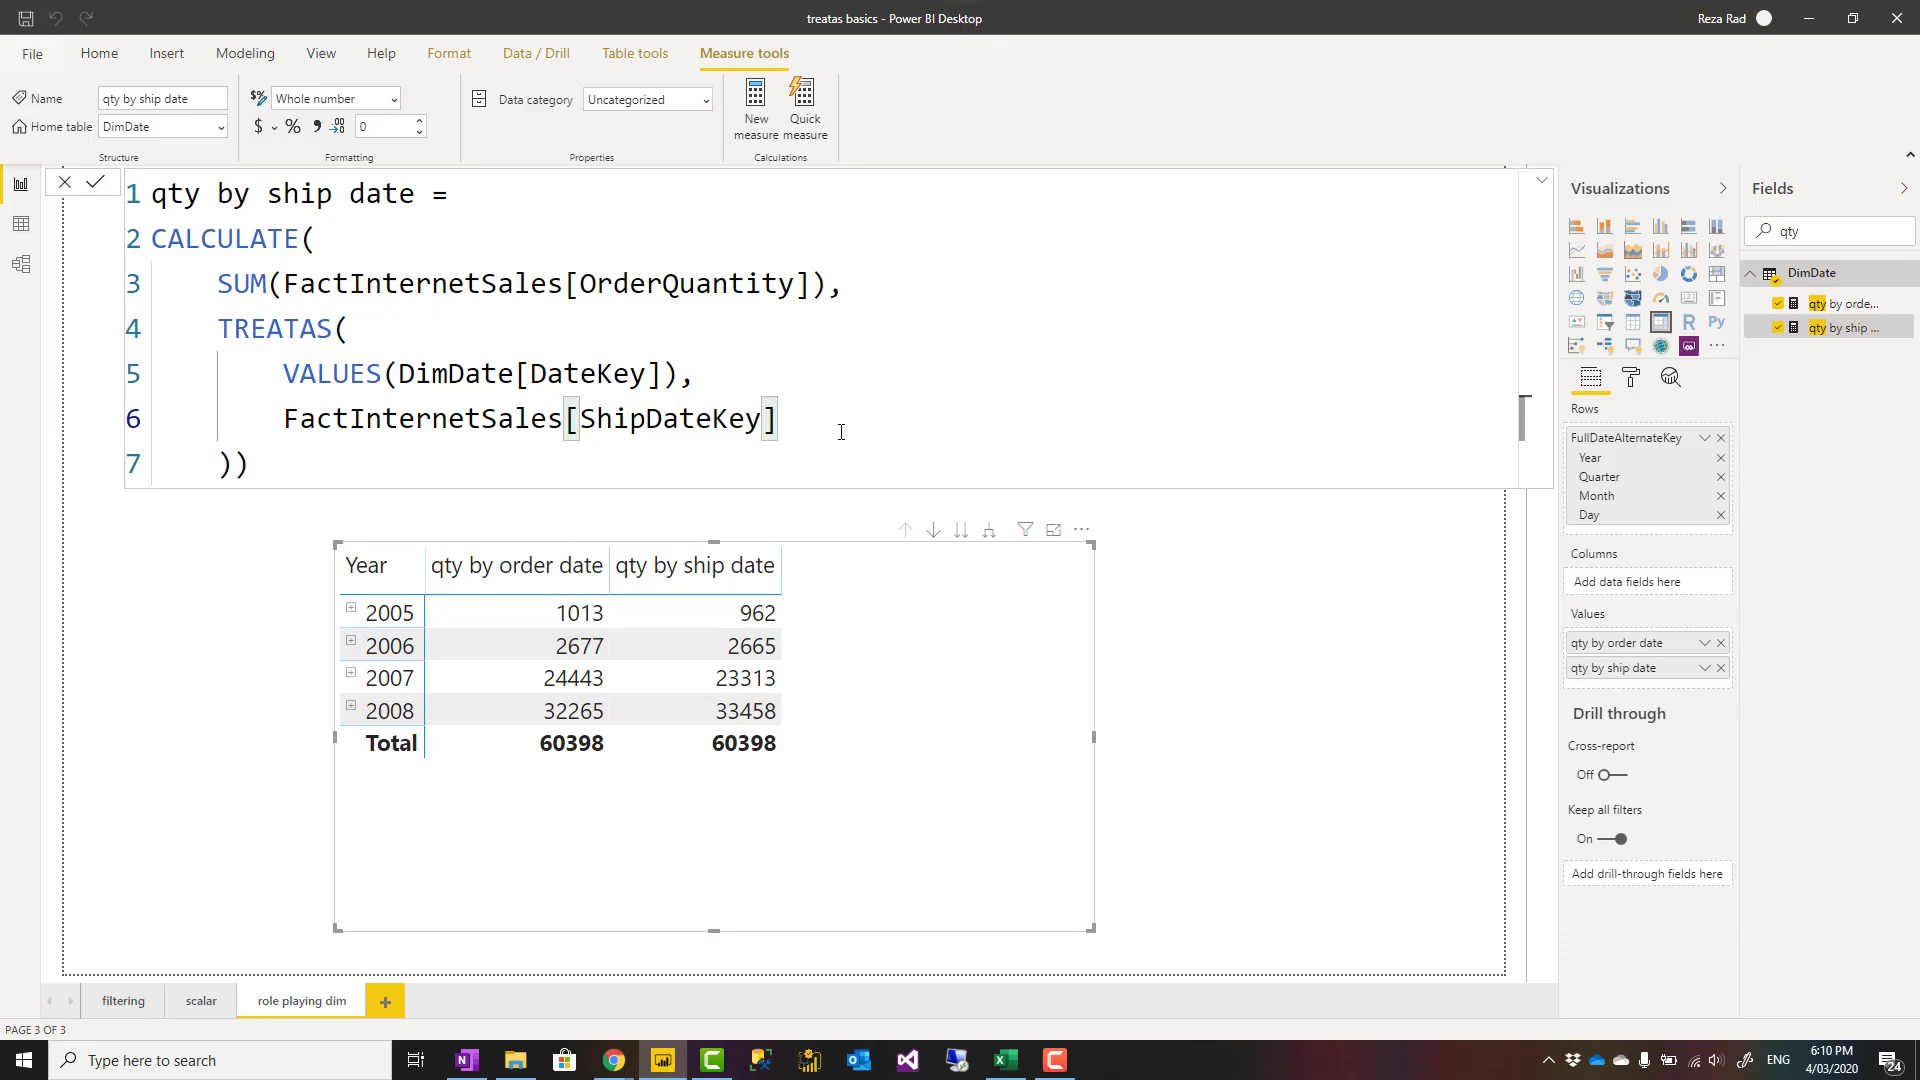 treatas basics - Power BI Desktop
Reza Rad
File
Home
Insert
Modeling
View
Help
Format
Data / Drill
Table tools
Measure tools
Name
qty by ship date
Home table
DimDate
Structure
Whole number
$ % 9 0
Formatting
Data category
Uncategorized
Properties
New measure
Quick measure
Calculations
1 qty by ship date =
2 CALCULATE(
3 SUM(FactInternetSales[OrderQuantity]),
4 TREATAS(
5 VALUES(DimDate[DateKey]),
6 FactInternetSales[ShipDateKey]
7 ))
Year qty by order date qty by ship date
2005 1013 962
2006 2677 2665
2007 24443 23313
2008 32265 33458
Total 60398 60398
Visualizations
R Py
Rows
FullDateAlternateKey
Year
Quarter
Month
Day
Columns
Add data fields here
Values
qty by order date
qty by ship date
Drill through
Cross-report
Off
Keep all filters
On
Add drill-through fields here
Fields
qty
DimDate
qty by orde...
qty by ship ...
filtering
scalar
role playing dim
PAGE 3 OF 3
Type here to search
ENG
6:10 PM
4/03/2020
24